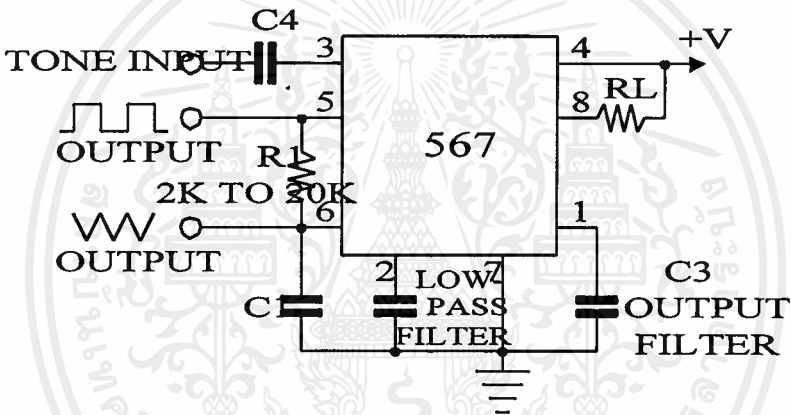 C4
TONE INPUT
3
4
+V
5
8
RL
OUTPUT
R1
567
2K TO 20K
6
1
OUTPUT
2
7
LOW
PASS
FILTER
C1
C3
OUTPUT
FILTER